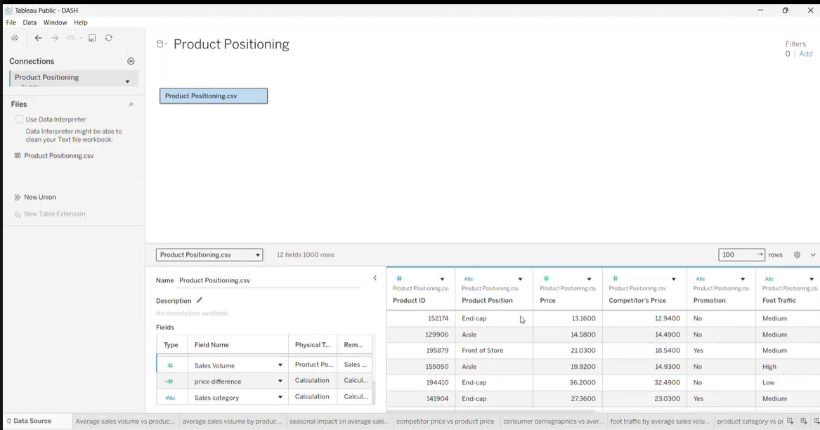 Tableau Public - DASH
File Data Window Help
Connections
Product Positioning
Product Positioning
Filters
0 | Add
Product Positioning.csv
Files
Use Data Interpreter
Data Interpreter might be able to
clean your Text file workbook.
Product Positioning.csv
New Union
New Table Extension
Product Positioning.csv 12 fields 1000 rows 100 rows
Name Product Positioning.csv
Description
No description available.
Fields
Type Field Name Physical T... Rem...
Sales Volume Product Po... Sales ...
price difference Calculation Calcul...
Sales category Calculation Calcul...
# Abc # # Abc Abc
Product Positioning.csv Product Positioning.csv Product Positioning.cs Product Positioning.csv Product Positioning.cs Product Positioning.cs
Product ID Product Position Price Competitor's Price Promotion Foot Traffic
152174 End-cap 13.1600 12.9400 No Medium
129906 Aisle 14.5800 14.4900 No Medium
195879 Front of Store 21.0300 18.5400 Yes Medium
155050 Aisle 19.9200 14.9300 No High
194410 End-cap 36.2000 32.4900 No Low
141904 End-cap 27.3600 23.0300 Yes Medium
Data Source Average sales volume vs produc... average sales volume by produc... seasonal impact on average sale... competitor price vs product price consumer demographics vs aver... foot traffic by average sales volu... product category vs pr